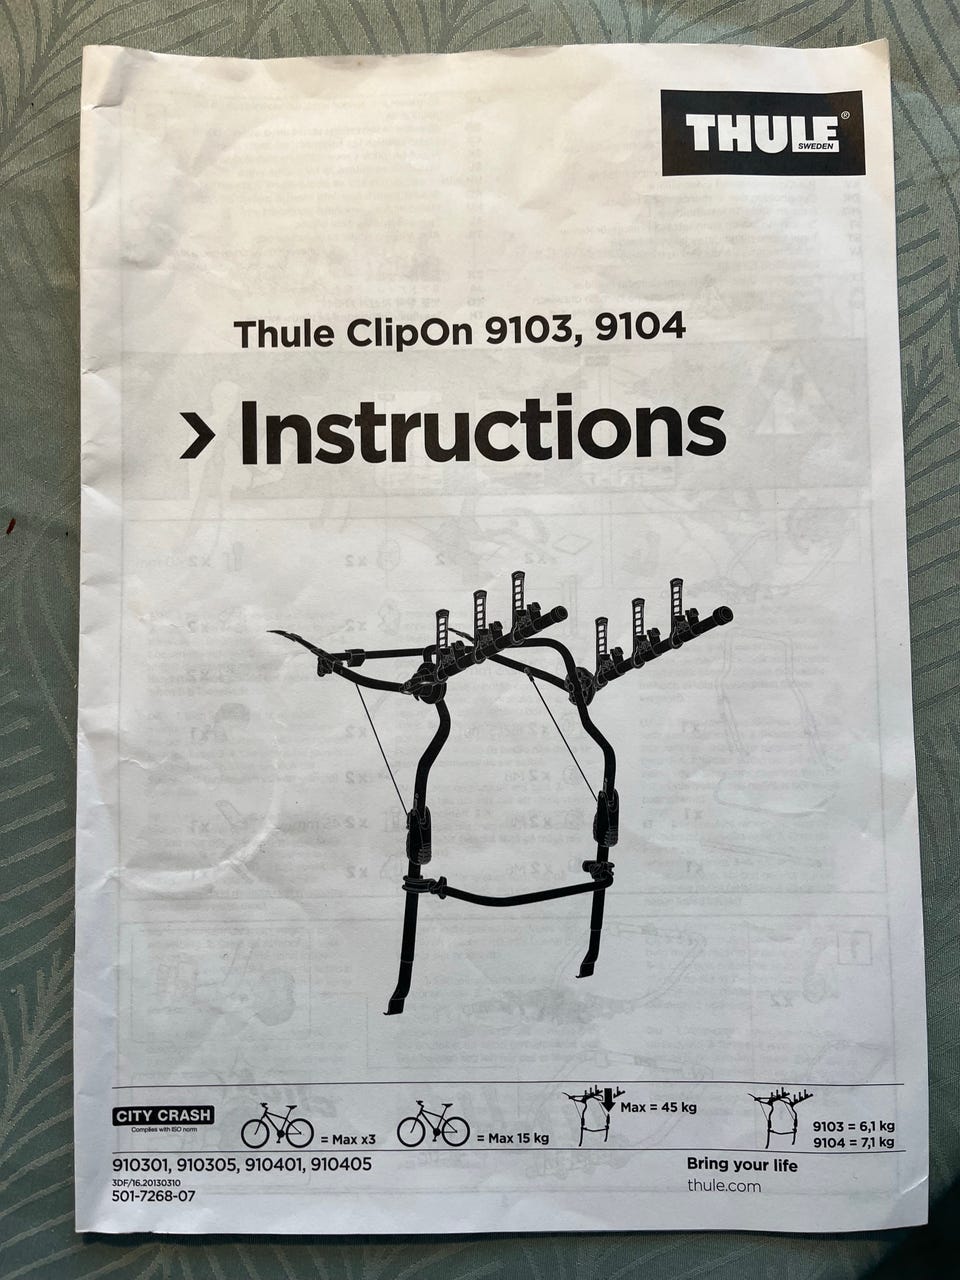 THULE®
SWEDEN
Thule ClipOn 9103, 9104
› Instructions
CITY CRASH
Complies with ISO norm
= Max x3
= Max 15 kg
Max = 45 kg
9103 = 6,1 kg
9104 = 7,1 kg
910301, 910305, 910401, 910405
3DF/16.20130310
501-7268-07
Bring your life
thule.com